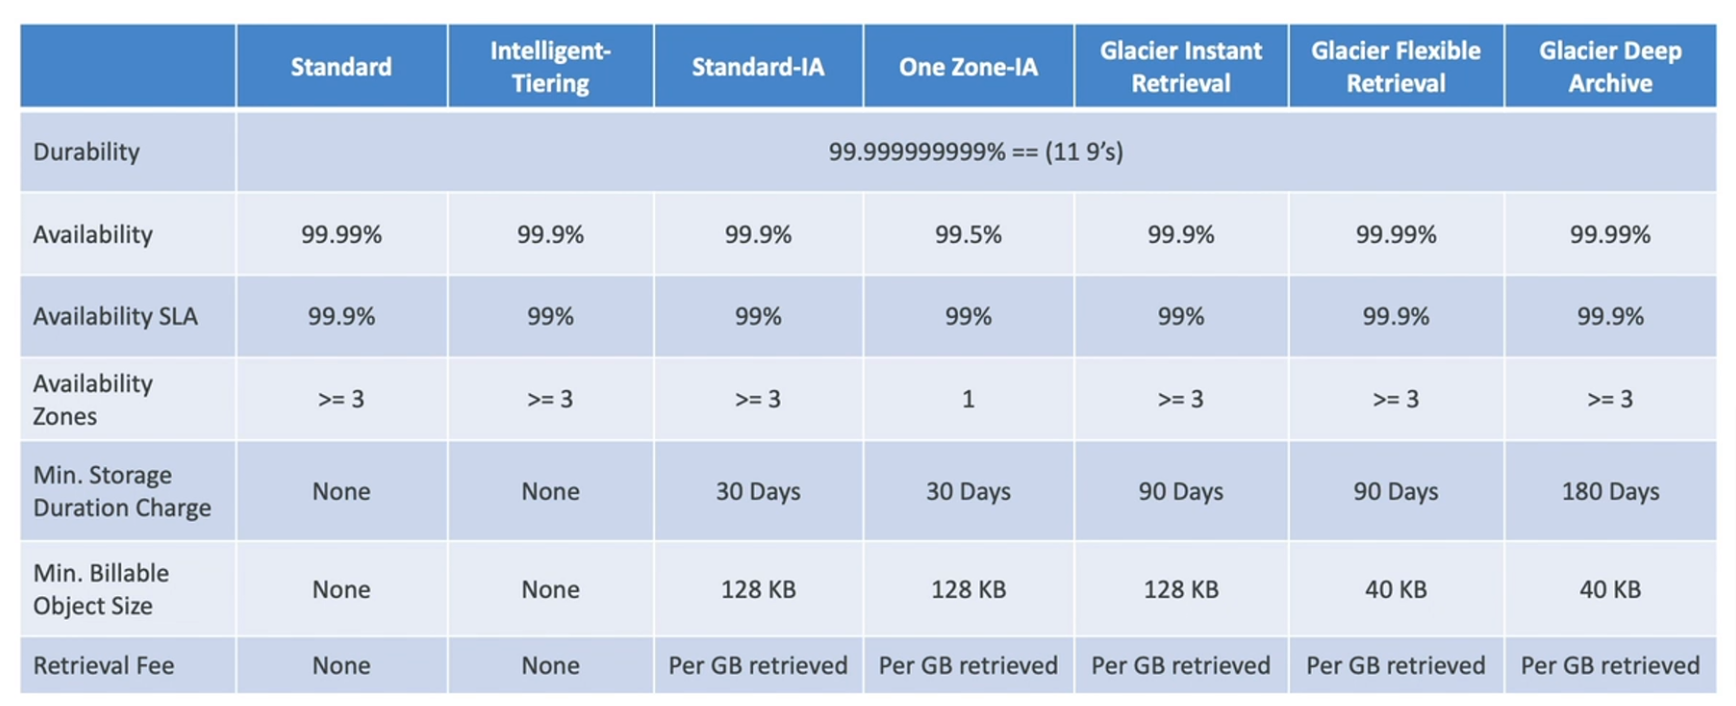 Standard
Intelligent-
Tiering
Standard-IA
One Zone-IA
Glacier Instant
Retrieval
Glacier Flexible
Retrieval
Glacier Deep
Archive
Durability
99.999999999% == (11 9’s)
Availability
99.99%
99.9%
99.9%
99.5%
99.9%
99.99%
99.99%
Availability SLA
99.9%
99%
99%
99%
99%
99.9%
99.9%
Availability
Zones
>= 3
>= 3
>= 3
1
>= 3
>= 3
>= 3
Min. Storage
Duration Charge
None
None
30 Days
30 Days
90 Days
90 Days
180 Days
Min. Billable
Object Size
None
None
128 KB
128 KB
128 KB
40 KB
40 KB
Retrieval Fee
None
None
Per GB retrieved
Per GB retrieved
Per GB retrieved
Per GB retrieved
Per GB retrieved